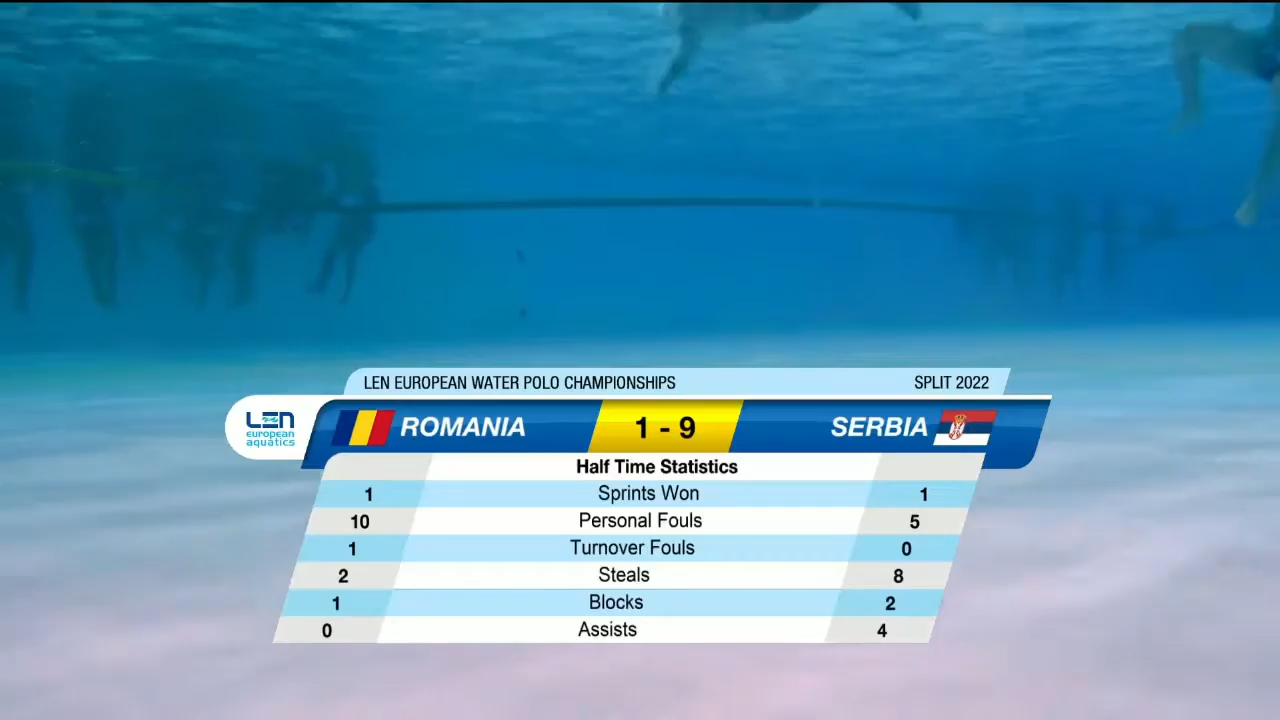 LEN EUROPEAN WATER POLO CHAMPIONSHIPS SPLIT 2022
LEN
european
aquatics
ROMANIA 1 - 9 SERBIA
Half Time Statistics
1 Sprints Won 1
10 Personal Fouls 5
1 Turnover Fouls 0
2 Steals 8
1 Blocks 2
0 Assists 4